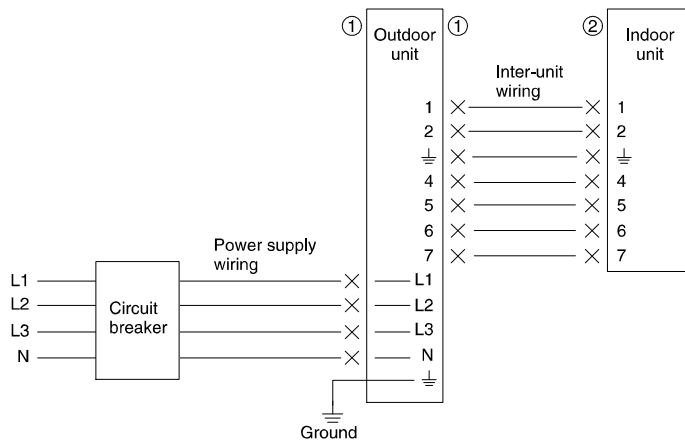 ① Outdoor unit ①
② Indoor unit
Inter-unit
wiring
1 1
2 2
4 4
5 5
6 6
7 7
Power supply
wiring
L1 L1
L2 L2
L3 L3
N N
Circuit
breaker
Ground